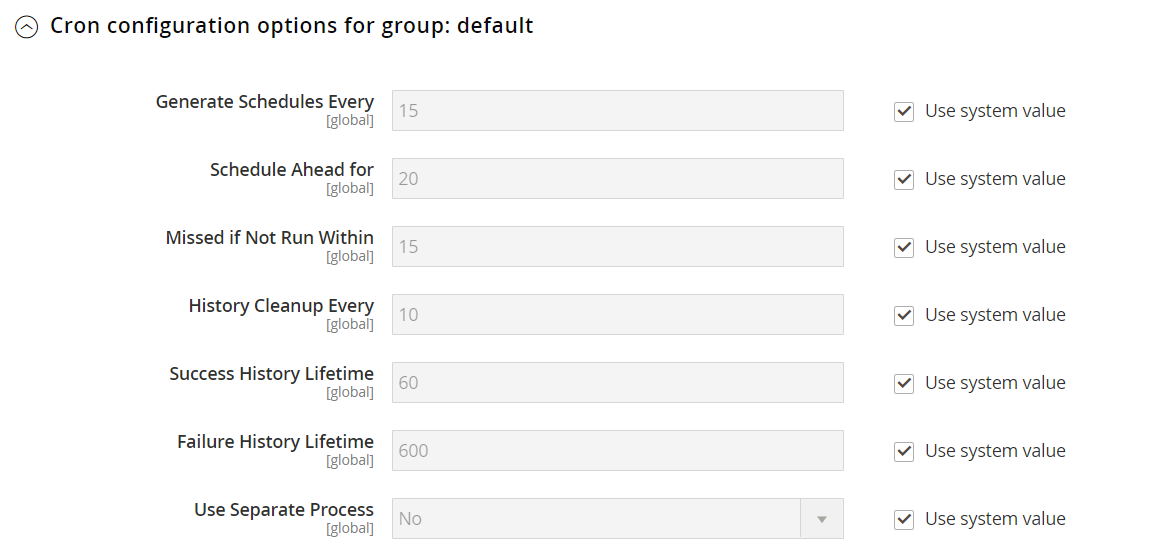 Cron configuration options for group: default
Generate Schedules Every
[global]
15
Use system value
Schedule Ahead for
[global]
20
Use system value
Missed if Not Run Within
[global]
15
Use system value
History Cleanup Every
[global]
10
Use system value
Success History Lifetime
[global]
60
Use system value
Failure History Lifetime
[global]
600
Use system value
Use Separate Process
[global]
No
Use system value